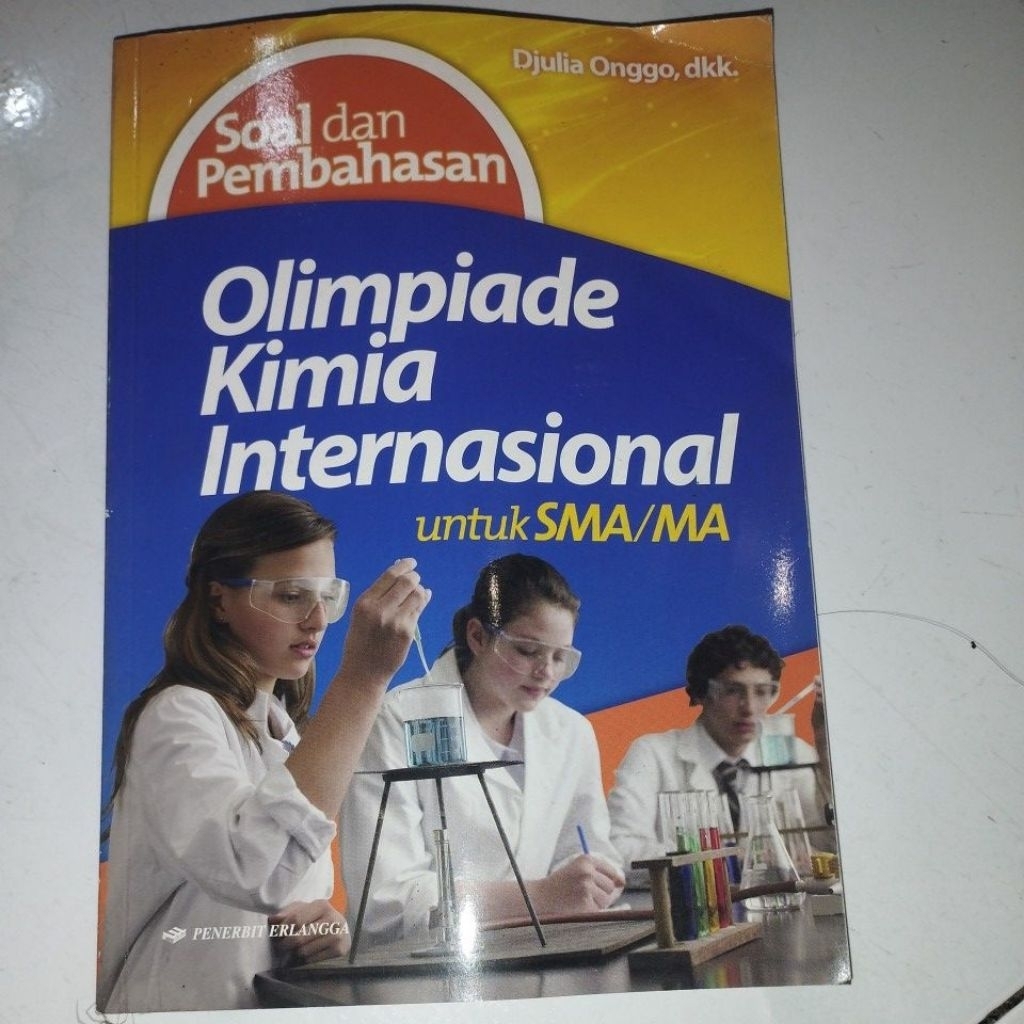 Djulia Onggo, dkk.
Soal dan
Pembahasan
Olimpiade
Kimia
Internasional
untuk SMA/MA
PENERBIT ERLANGGA